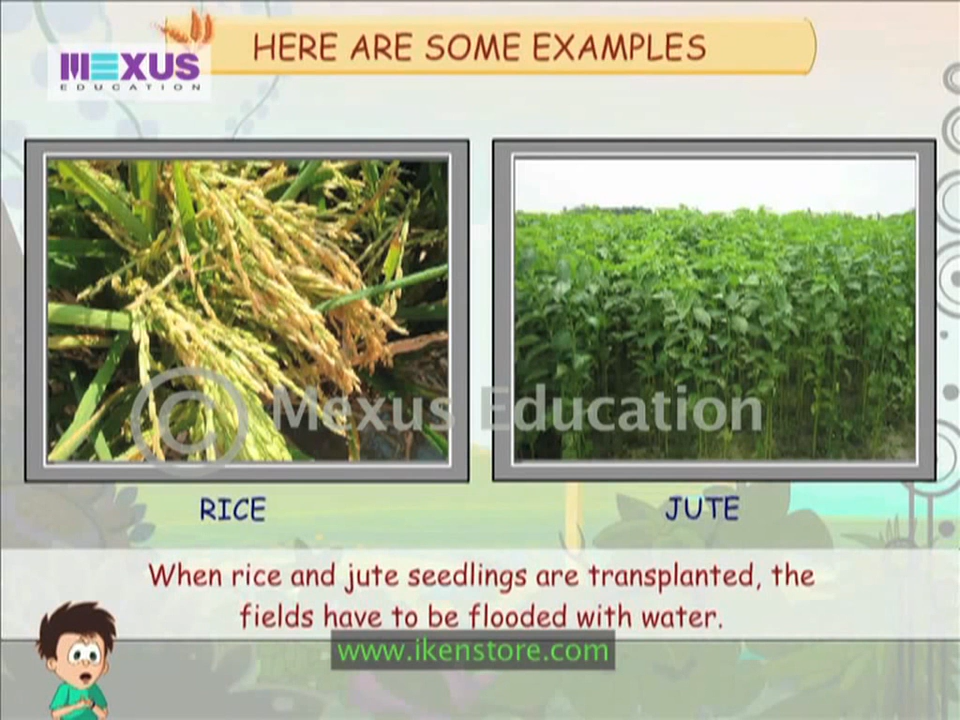 HERE ARE SOME EXAMPLES
MEXUS
EDUCATION
© Mexus Education
RICE
JUTE
When rice and jute seedlings are transplanted, the
fields have to be flooded with water.
www.ikenstore.com